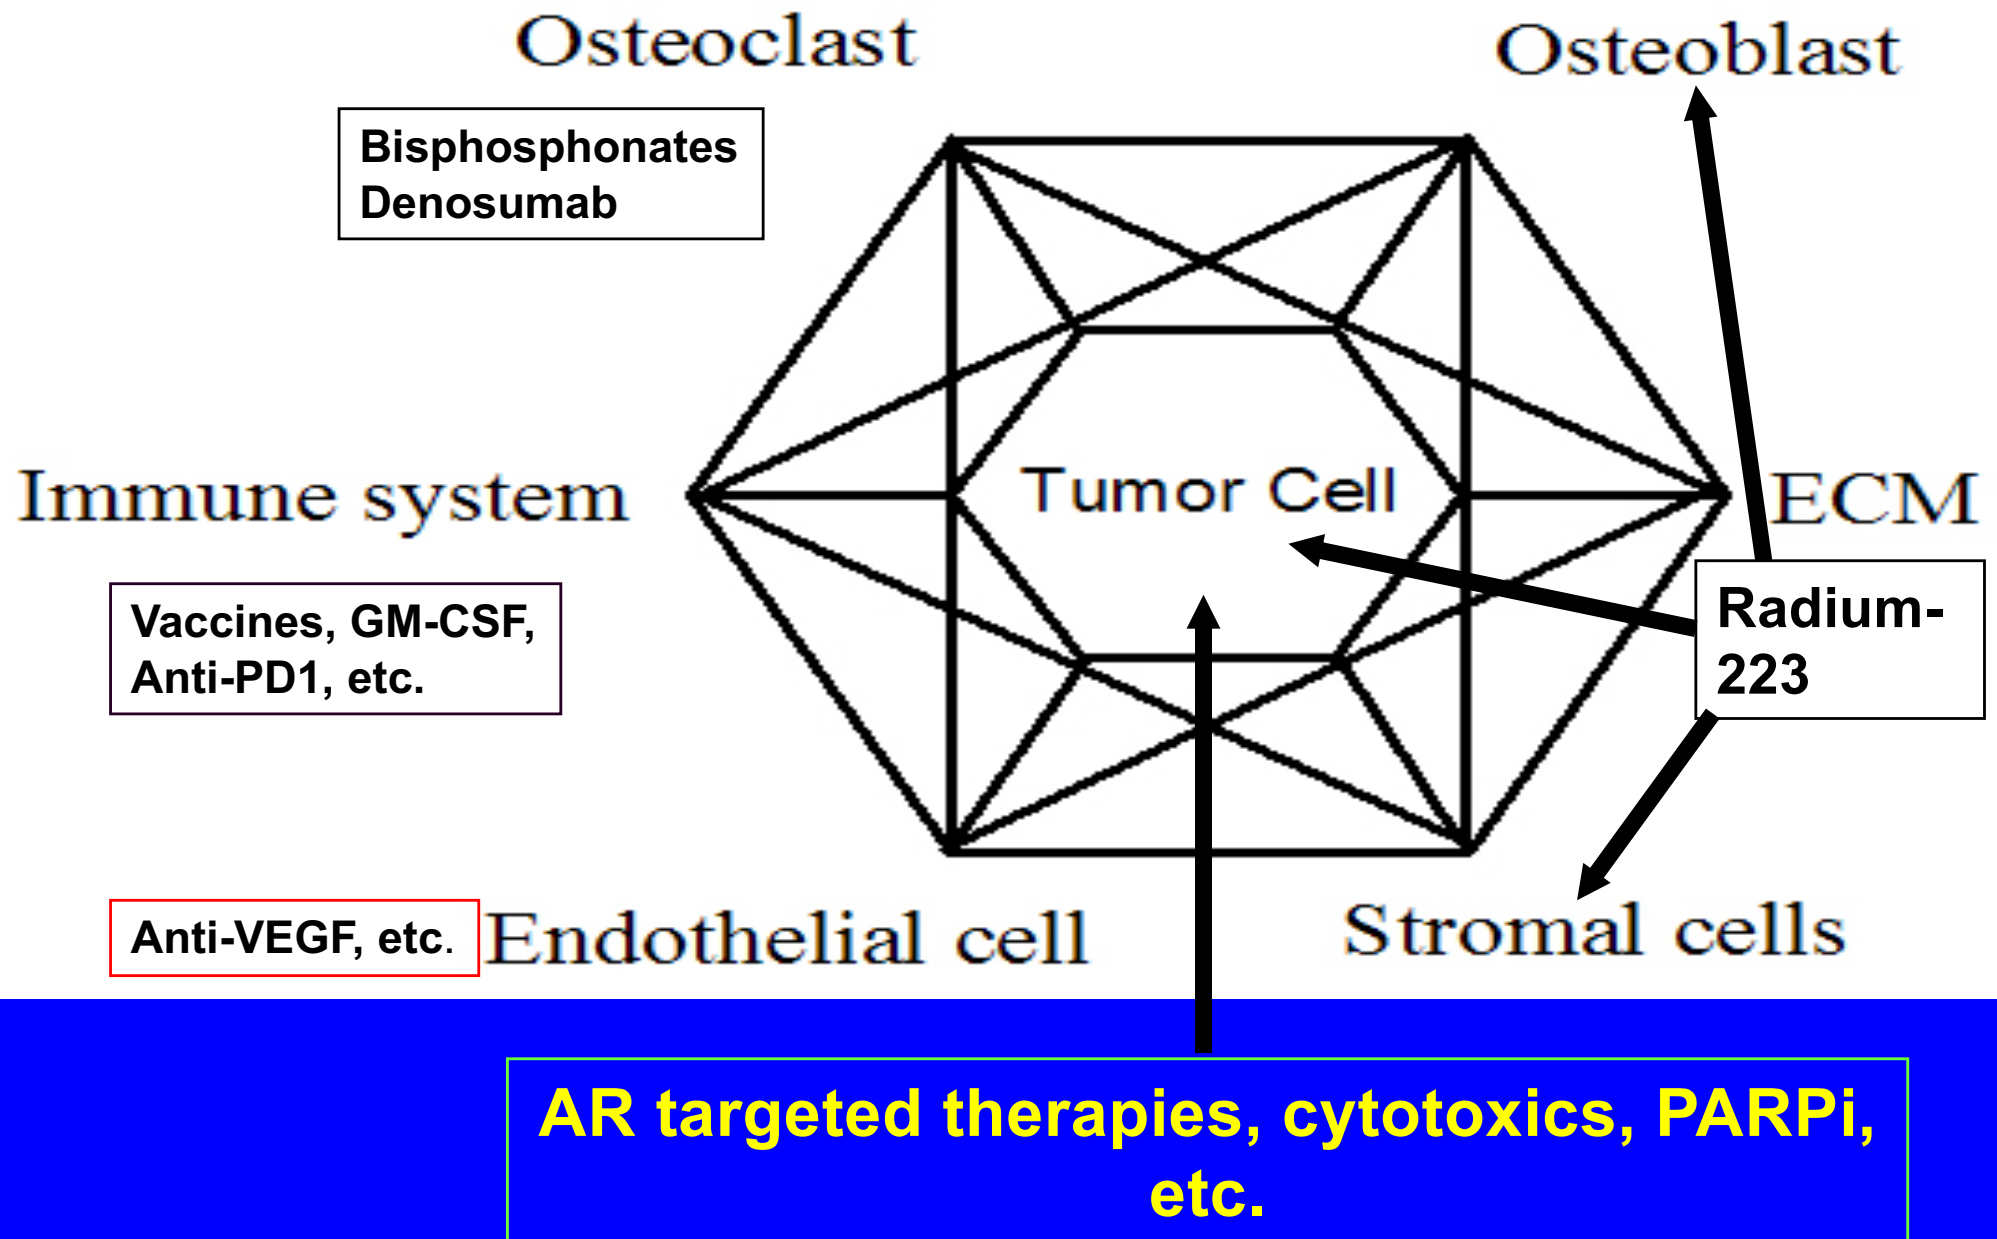 Osteoclast
Osteoblast
Bisphosphonates
Denosumab
Immune system
Tumor Cell
ECM
Vaccines, GM-CSF,
Anti-PD1, etc.
Radium-
223
Anti-VEGF, etc.
Endothelial cell
Stromal cells
AR targeted therapies, cytotoxics, PARPi,
etc.